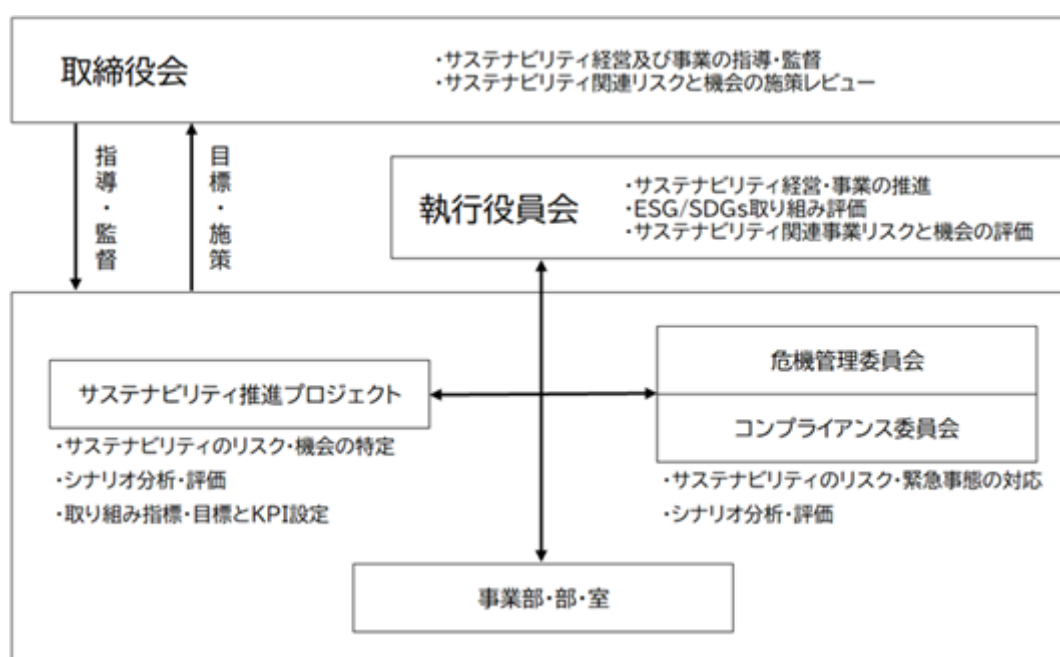 取締役会
・サステナビリティ経営及び事業の指導・監督
・サステナビリティ関連リスクと機会の施策レビュー
指導・監督
目標・施策
執行役員会
・サステナビリティ経営・事業の推進
・ESG/SDGs取り組み評価
・サステナビリティ関連事業リスクと機会の評価
サステナビリティ推進プロジェクト
・サステナビリティのリスク・機会の特定
・シナリオ分析・評価
・取り組み指標・目標とKPI設定
危機管理委員会
コンプライアンス委員会
・サステナビリティのリスク・緊急事態の対応
・シナリオ分析・評価
事業部・部・室